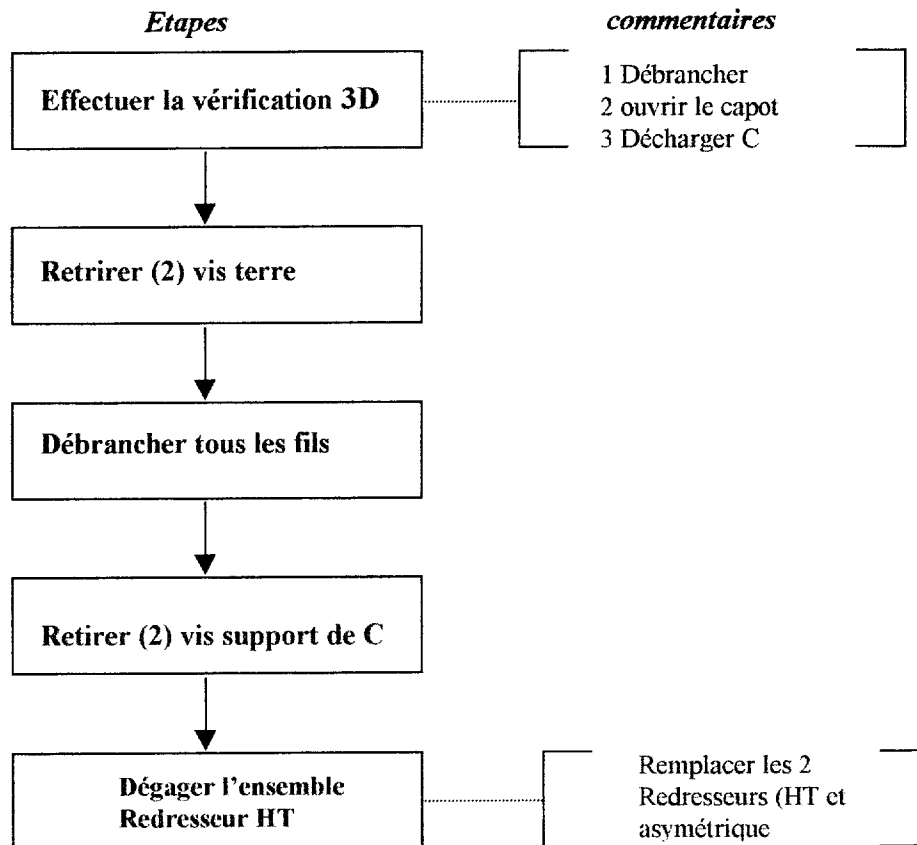 Etapes
commentaires
Effectuer la vérification 3D
1 Débrancher
2 ouvrir le capot
3 Décharger C
Retrirer (2) vis terre
Débrancher tous les fils
Retirer (2) vis support de C
Dégager l'ensemble
Redresseur HT
Remplacer les 2
Redresseurs (HT et
asymétrique